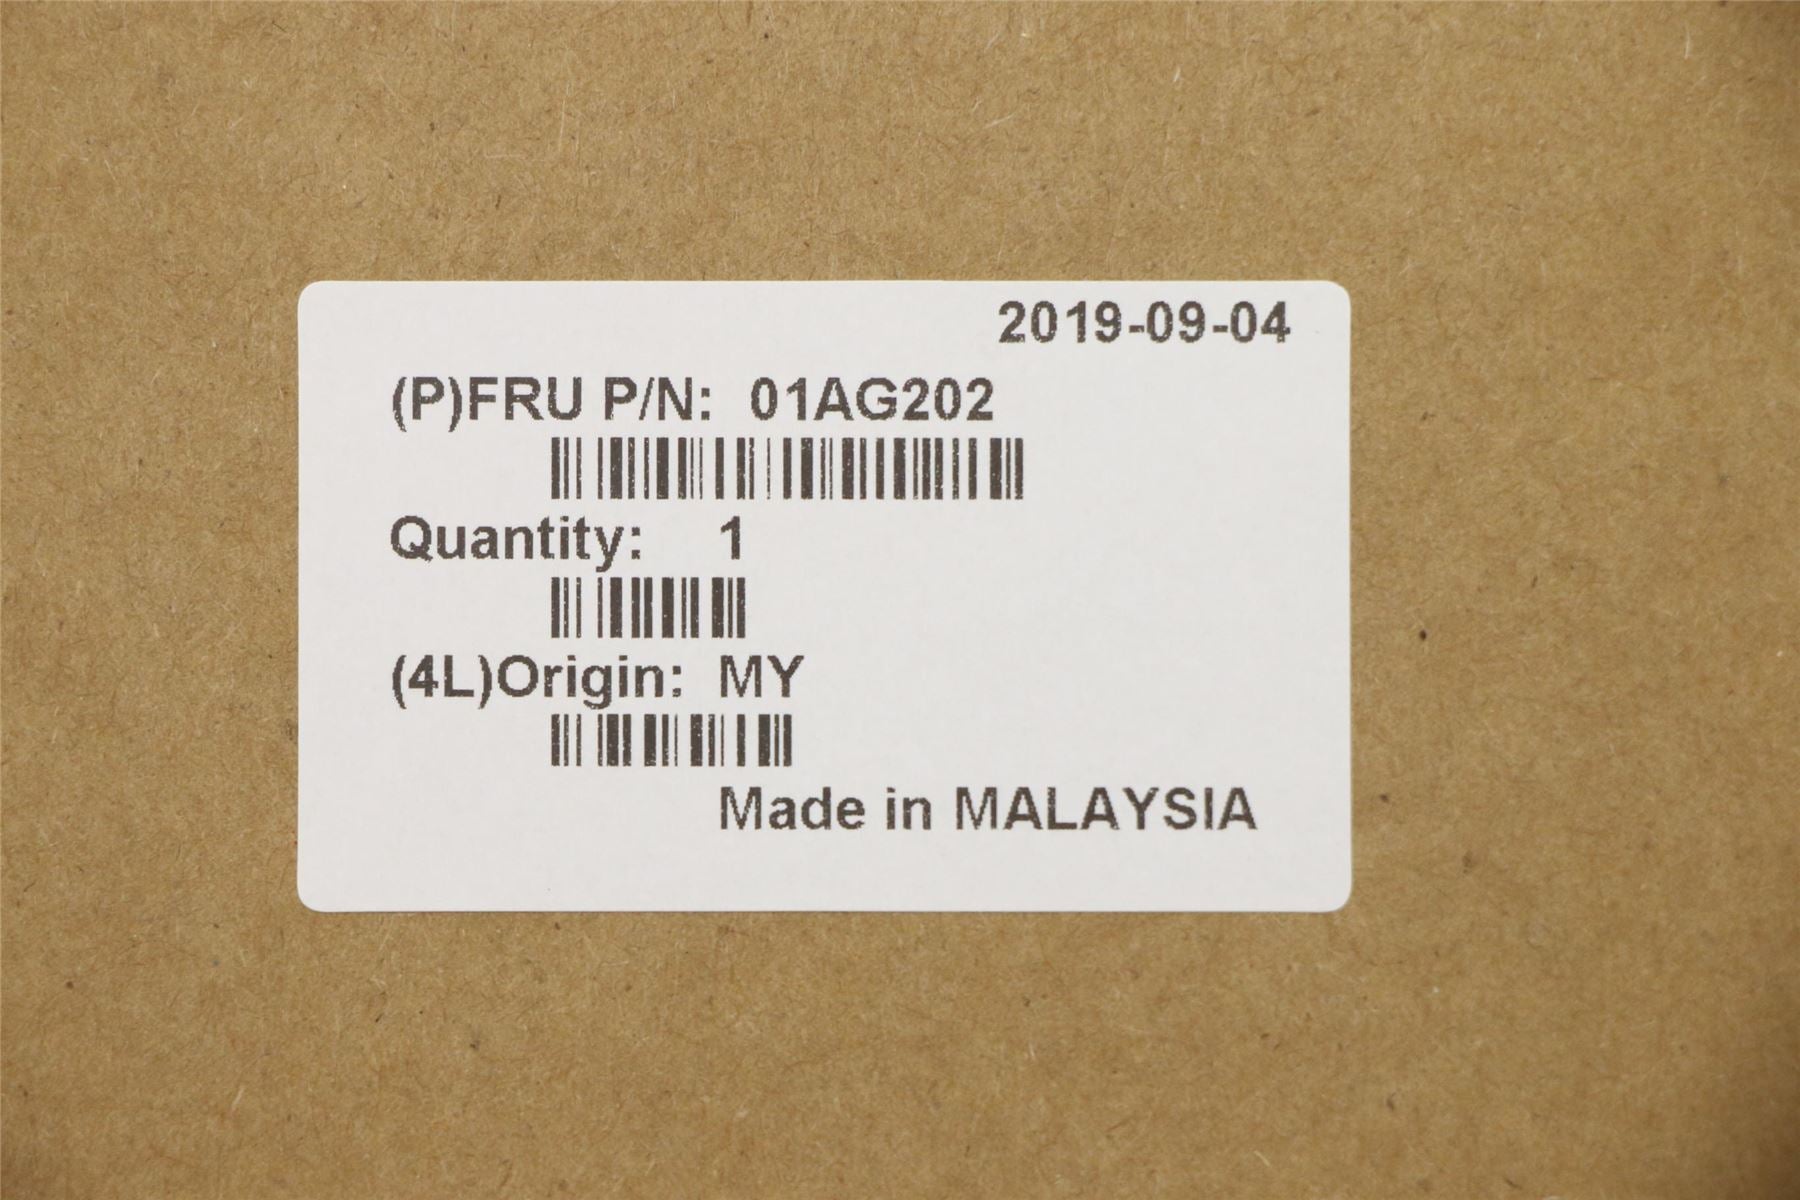 2019-09-04
(P)FRU P/N: 01AG202
Quantity: 1
(4L)Origin: MY
Made in MALAYSIA